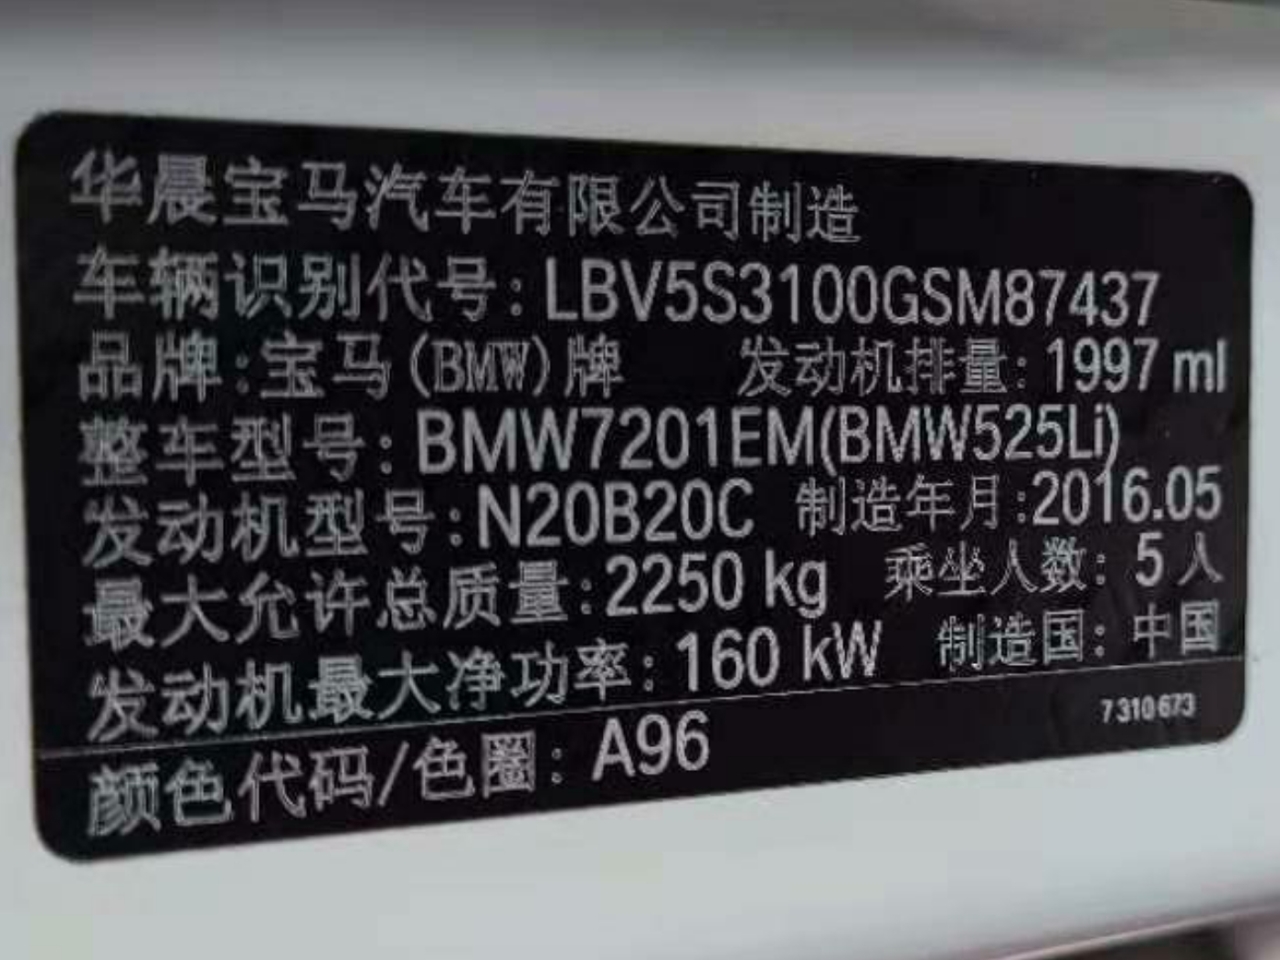 华晨宝马汽车有限公司制造
车辆识别代号:LBV5S3100GSM87437
品牌:宝马(BMW)牌 发动机排量:1997 ml
整车型号:BMW7201EM(BMW525Li)
发动机型号:N20B20C 制造年月:2016.05
最大允许总质量:2250 kg 乘坐人数:5人
发动机最大净功率:160 kW 制造国:中国
7 310 673
颜色代码/色圈:A96